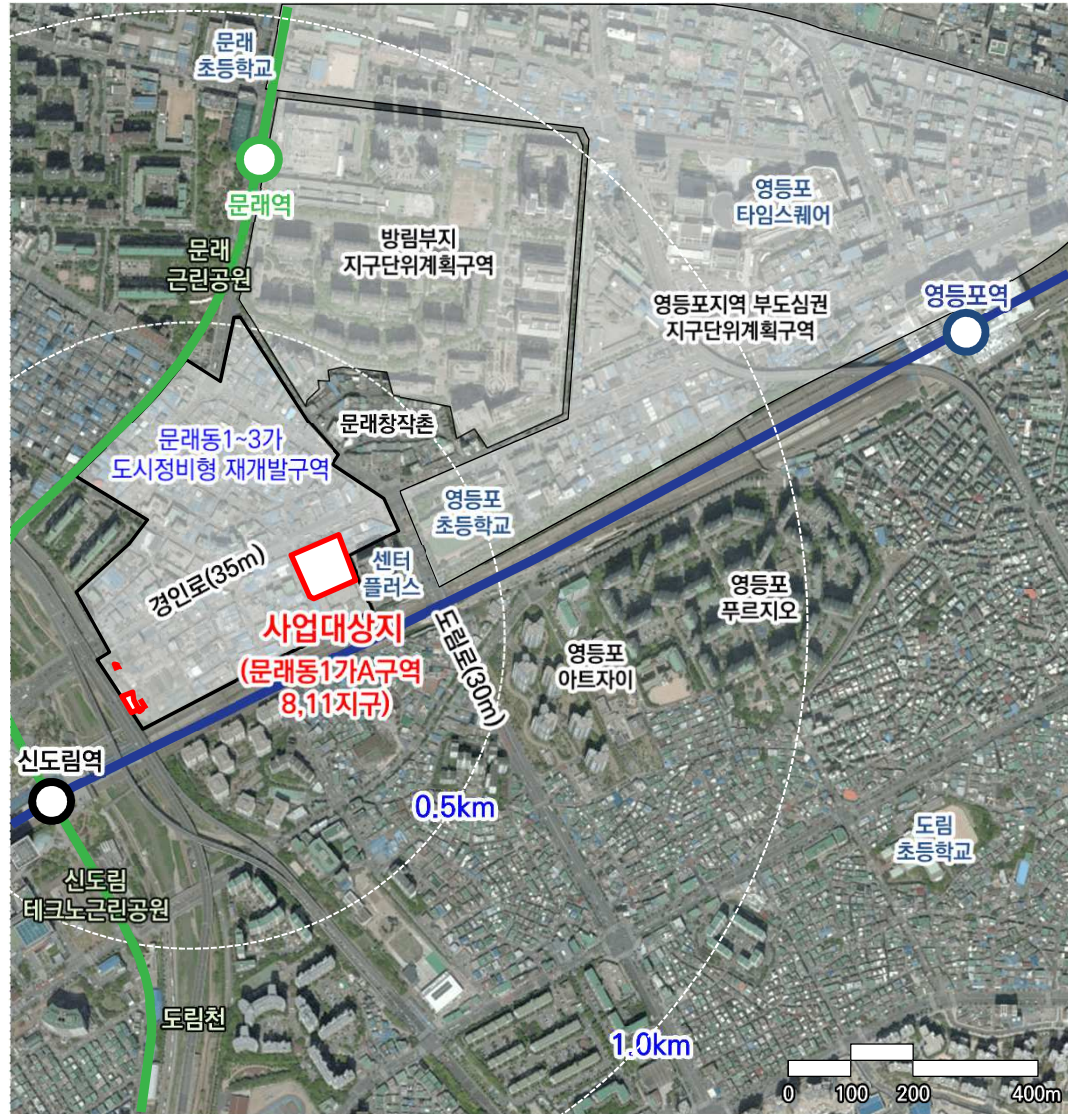 문래
초등학교
문래역
문래
근린공원
방림부지
지구단위계획구역
영등포
타임스퀘어
영등포지역 부도심권
지구단위계획구역
영등포역
문래창작촌
문래동1~3가
도시정비형 재개발구역
영등포
초등학교
센터
플러스
경인로(35m)
사업대상지
(문래동1가A구역
8,11지구)
도림로(30m)
영등포
푸르지오
영등포
아트자이
신도림역
0.5km
도림
초등학교
신도림
테크노근린공원
도림천
1.0km
0 100 200 400m